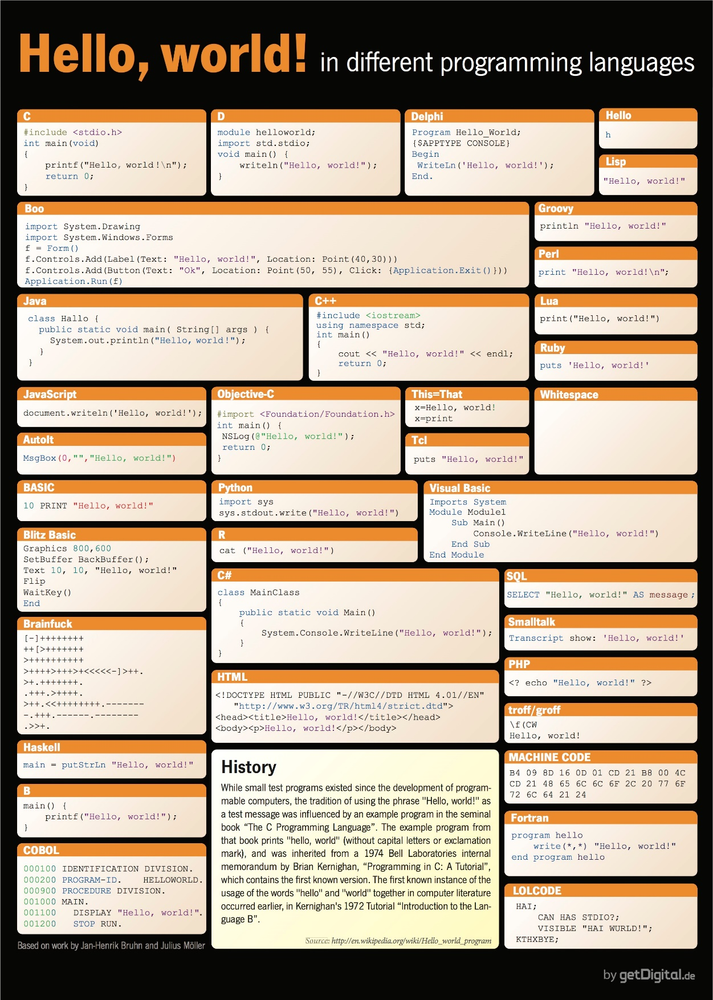 Hello, world! in different programming languages
C
#include <stdio.h>
int main(void)
{
    printf("Hello, world!\n");
    return 0;
}
D
module helloworld;
import std.stdio;
void main() {
    writeln("Hello, world!");
}
Delphi
Program Hello_World;
{$APPTYPE CONSOLE}
Begin
 WriteLn('Hello, world!');
End.
Hello
h
Lisp
"Hello, world!"
Boo
import System.Drawing
import System.Windows.Forms
f = Form()
f.Controls.Add(Label(Text: "Hello, world!", Location: Point(40,30)))
f.Controls.Add(Button(Text: "Ok", Location: Point(50, 55), Click: {Application.Exit()}))
Application.Run(f)
Groovy
println "Hello, world!"
Perl
print "Hello, world!\n";
Java
class Hallo {
  public static void main( String[] args ) {
    System.out.println("Hello, world!");
  }
}
C++
#include <iostream>
using namespace std;
int main()
{
    cout << "Hello, world!" << endl;
    return 0;
}
Lua
print("Hello, world!")
Ruby
puts 'Hello, world!'
JavaScript
document.writeln('Hello, world!');
AutoIt
MsgBox(0,"","Hello, world!")
Objective-C
#import <Foundation/Foundation.h>
int main() {
 NSLog(@"Hello, world!");
 return 0;
}
This=That
x=Hello, world!
x=print
Tcl
puts "Hello, world!"
Whitespace
BASIC
10 PRINT "Hello, world!"
Python
import sys
sys.stdout.write("Hello, world!")
Visual Basic
Imports System
Module Module1
    Sub Main()
        Console.WriteLine("Hello, world!")
    End Sub
End Module
Blitz Basic
Graphics 800,600
SetBuffer BackBuffer();
Text 10, 10, "Hello, world!"
Flip
WaitKey()
End
R
cat ("Hello, world!")
C#
class MainClass
{
    public static void Main()
    {
        System.Console.WriteLine("Hello, world!");
    }
}
SQL
SELECT "Hello, world!" AS message;
Smalltalk
Transcript show: 'Hello, world!'
Brainfuck
[-]++++++++
++[>+++++++
>++++++++++
>++++>+++>+<<<<<-]>++.
>+.+++++++.
.+++.>++++.
>++.<<++++++++.-------
-.+++.------.--------
.>>+.
HTML
<!DOCTYPE HTML PUBLIC "-//W3C//DTD HTML 4.01//EN"
   "http://www.w3.org/TR/html4/strict.dtd">
<head><title>Hello, world!</title></head>
<body><p>Hello, world!</p></body>
PHP
<? echo "Hello, world!" ?>
troff/groff
\f(CW
Hello, world!
Haskell
main = putStrLn "Hello, world!"
B
main() {
    printf("Hello, world!");
}
COBOL
000100 IDENTIFICATION DIVISION.
000200 PROGRAM-ID.    HELLOWORLD.
000900 PROCEDURE DIVISION.
001000 MAIN.
001100   DISPLAY "Hello, world!".
001200   STOP RUN.
History
While small test programs existed since the development of program-
mable computers, the tradition of using the phrase "Hello, world!" as
a test message was influenced by an example program in the seminal
book “The C Programming Language”. The example program from
that book prints "hello, world" (without capital letters or exclamation
mark), and was inherited from a 1974 Bell Laboratories internal
memorandum by Brian Kernighan, “Programming in C: A Tutorial”,
which contains the first known version. The first known instance of the
usage of the words "hello" and "world" together in computer literature
occurred earlier, in Kernighan's 1972 Tutorial “Introduction to the Lan-
guage B”.
Source: http://en.wikipedia.org/wiki/Hello_world_program
MACHINE CODE
B4 09 8D 16 0D 01 CD 21 B8 00 4C
CD 21 48 65 6C 6C 6F 2C 20 77 6F
72 6C 64 21 24
Fortran
program hello
    write(*,*) "Hello, world!"
end program hello
LOLCODE
HAI;
    CAN HAS STDIO?;
    VISIBLE "HAI WURLD!";
KTHXBYE;
Based on work by Jan-Henrik Bruhn and Julius Möller
by getDigital.de